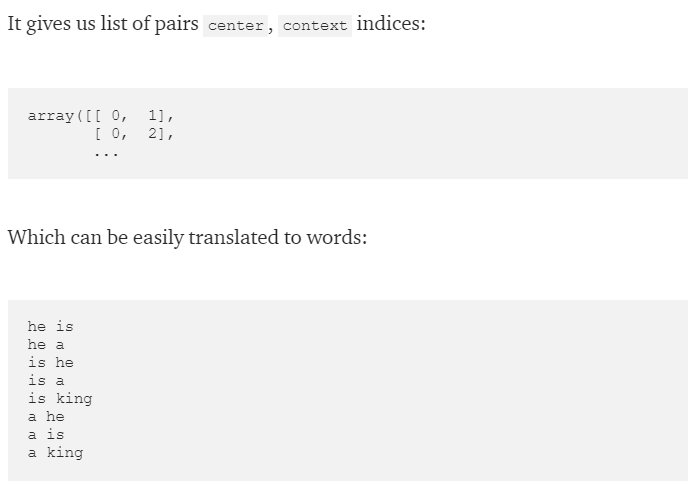 It gives us list of pairs center, context indices:
array([[ 0,  1],
       [ 0,  2],
       ...
Which can be easily translated to words:
he is
he a
is he
is a
is king
a he
a is
a king